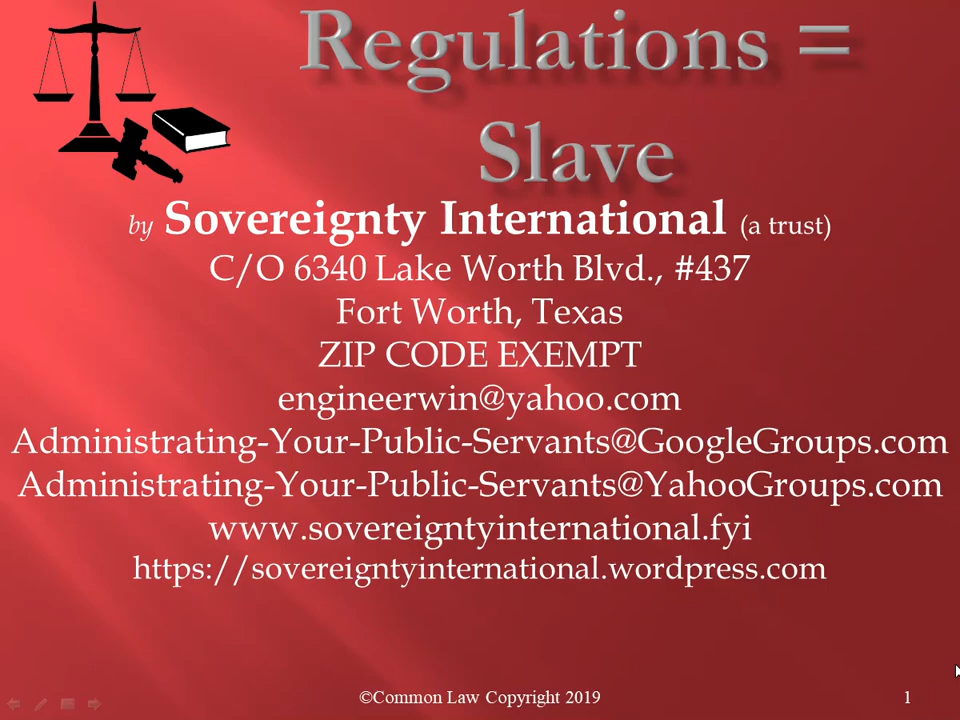 Regulations =
Slave
by Sovereignty International (a trust)
C/O 6340 Lake Worth Blvd., #437
Fort Worth, Texas
ZIP CODE EXEMPT
engineerwin@yahoo.com
Administrating-Your-Public-Servants@GoogleGroups.com
Administrating-Your-Public-Servants@YahooGroups.com
www.sovereigntyinternational.fyi
https://sovereigntyinternational.wordpress.com
©Common Law Copyright 2019
1